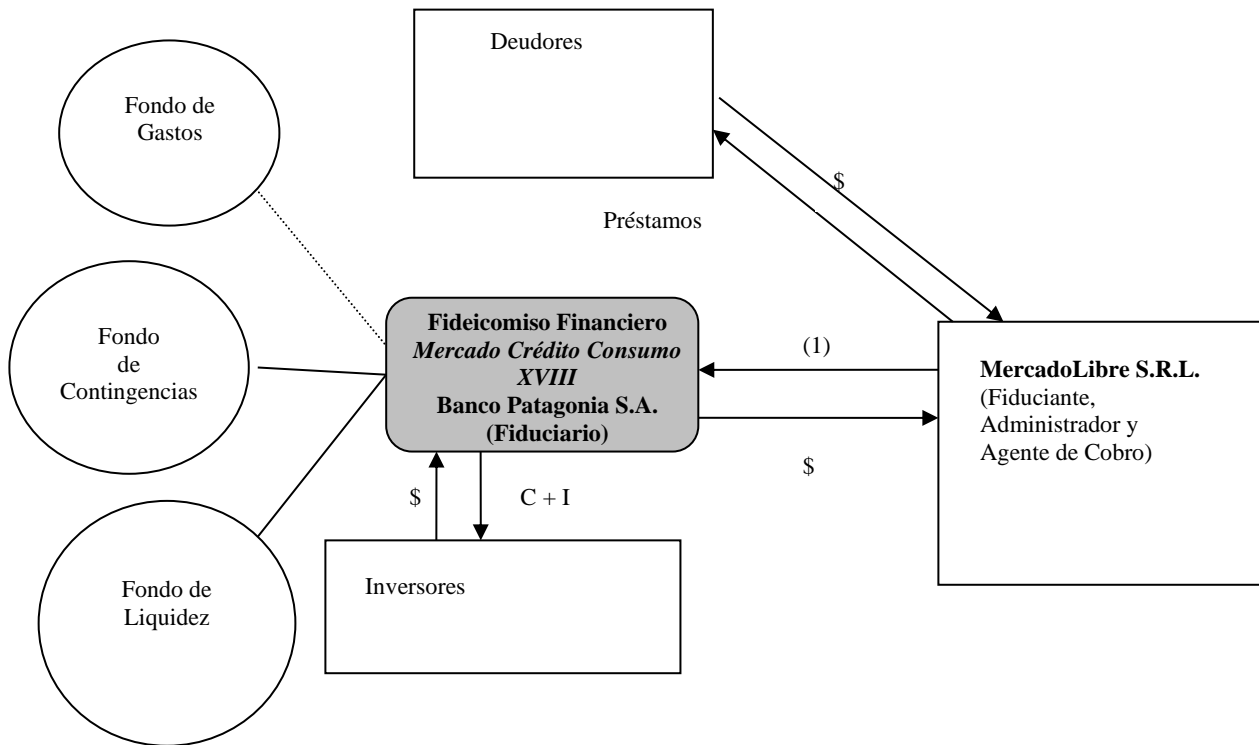 Deudores
Fondo de
Gastos
$
Préstamos
Fondo
de
Contingencias
Fideicomiso Financiero
Mercado Crédito Consumo
XVIII
Banco Patagonia S.A.
(Fiduciario)
(1)
MercadoLibre S.R.L.
(Fiduciante,
Administrador y
Agente de Cobro)
$
$
C + I
Fondo de
Liquidez
Inversores